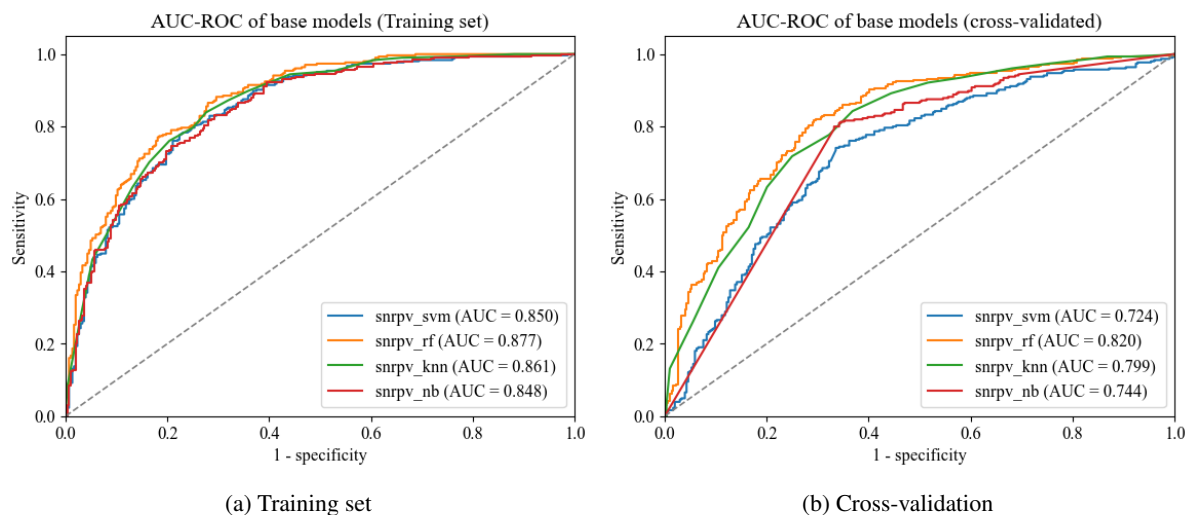 AUC-ROC of base models (Training set)
1.0
0.8
0.6
0.4
0.2
0.0
Sensitivity
snrpv_svm (AUC = 0.850)
snrpv_rf (AUC = 0.877)
snrpv_knn (AUC = 0.861)
snrpv_nb (AUC = 0.848)
0.0 0.2 0.4 0.6 0.8 1.0
1 - specificity
(a) Training set
AUC-ROC of base models (cross-validated)
1.0
0.8
0.6
0.4
0.2
0.0
Sensitivity
snrpv_svm (AUC = 0.724)
snrpv_rf (AUC = 0.820)
snrpv_knn (AUC = 0.799)
snrpv_nb (AUC = 0.744)
0.0 0.2 0.4 0.6 0.8 1.0
1 - specificity
(b) Cross-validation